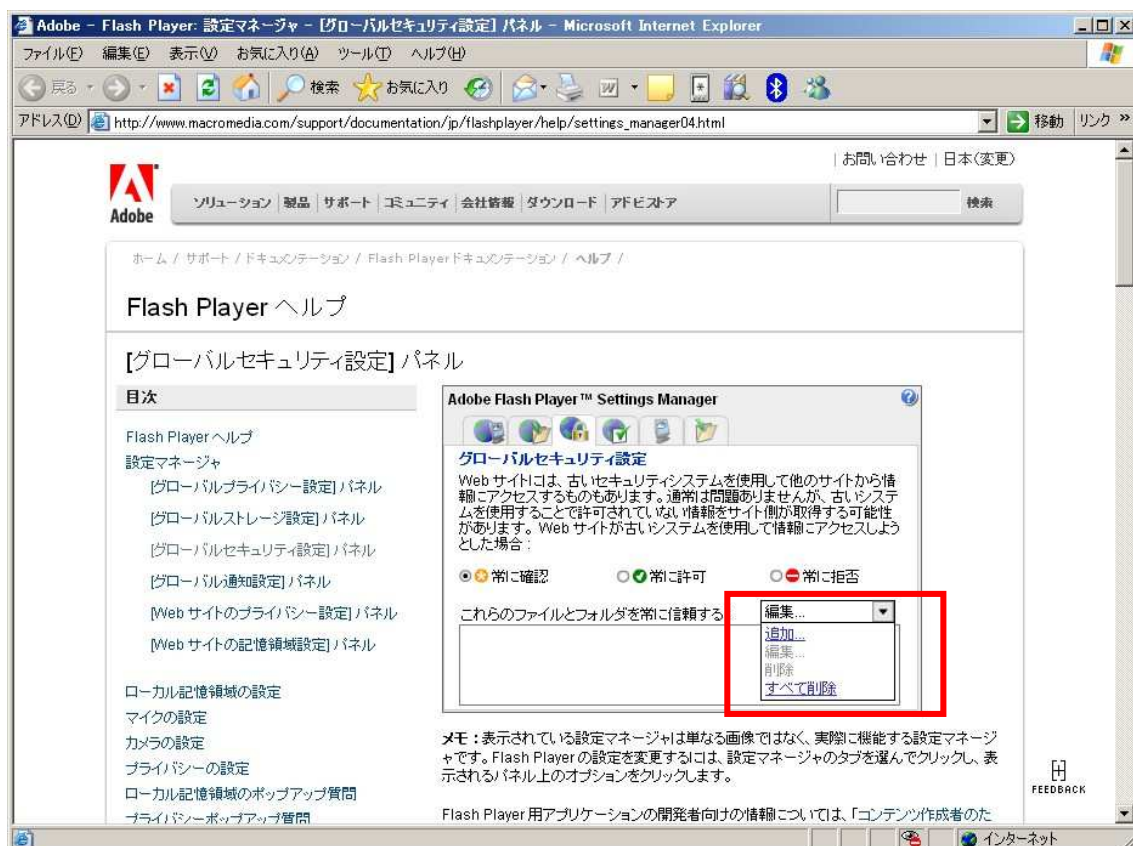 Adobe - Flash Player: 設定マネージャ - [グローバルセキュリティ設定] パネル - Microsoft Internet Explorer
ファイル(F) 編集(E) 表示(V) お気に入り(A) ツール(T) ヘルプ(H)
戻る 検索 お気に入り
アドレス(D) http://www.macromedia.com/support/documentation/jp/flashplayer/help/settings_manager04.html 移動 リンク »
| お問い合わせ | 日本(変更)
Adobe
ソリューション | 製品 | サポート | コミュニティ | 会社情報 | ダウンロード | アドビストア 検索
ホーム / サポート / ドキュメンテーション / Flash Player ドキュメンテーション / ヘルプ /
Flash Player ヘルプ
[グローバルセキュリティ設定] パネル
目次
Flash Player ヘルプ
設定マネージャ
[グローバルプライバシー設定] パネル
[グローバルストレージ設定] パネル
[グローバルセキュリティ設定] パネル
[グローバル通知設定] パネル
[Web サイトのプライバシー設定] パネル
[Web サイトの記憶領域設定] パネル
ローカル記憶領域の設定
マイクの設定
カメラの設定
プライバシーの設定
ローカル記憶領域のポップアップ質問
プライバシーポップアップ質問
Adobe Flash Player™ Settings Manager
グローバルセキュリティ設定
Web サイトには、古いセキュリティシステムを使用して他のサイトから情
報にアクセスするものもあります。通常は問題ありませんが、古いシステ
ムを使用することで許可されていない情報をサイト側が取得する可能性
があります。Web サイトが古いシステムを使用して情報にアクセスしよう
とした場合 :
常に確認 常に許可 常に拒否
これらのファイルとフォルダを常に信頼する 編集...
追加...
編集...
削除
すべて削除
メモ : 表示されている設定マネージャは単なる画像ではなく、実際に機能する設定マネージ
ャです。Flash Player の設定を変更するには、設定マネージャのタブを選んでクリックし、表
示されるパネル上のオプションをクリックします。
Flash Player 用アプリケーションの開発者向けの情報については、「コンテンツ作成者のた
[+]
FEEDBACK
インターネット